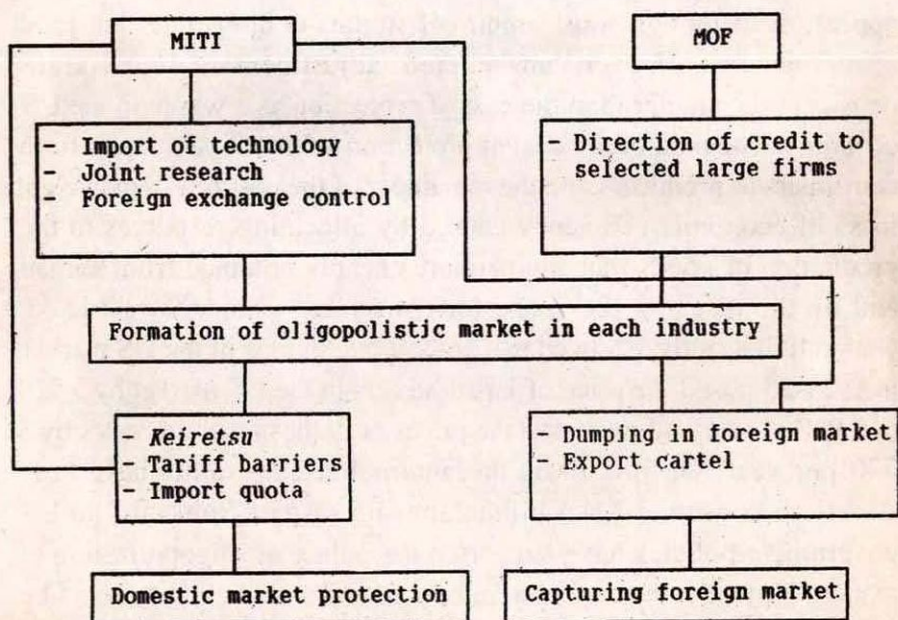 MITI
MOF
- Import of technology
- Joint research
- Foreign exchange control
Direction of credit to
selected large firms
Formation of oligopolistic market in each industry
- Keiretsu
- Tariff barriers
- Import quota
- Dumping in foreign market
- Export cartel
Domestic market protection
Capturing foreign market